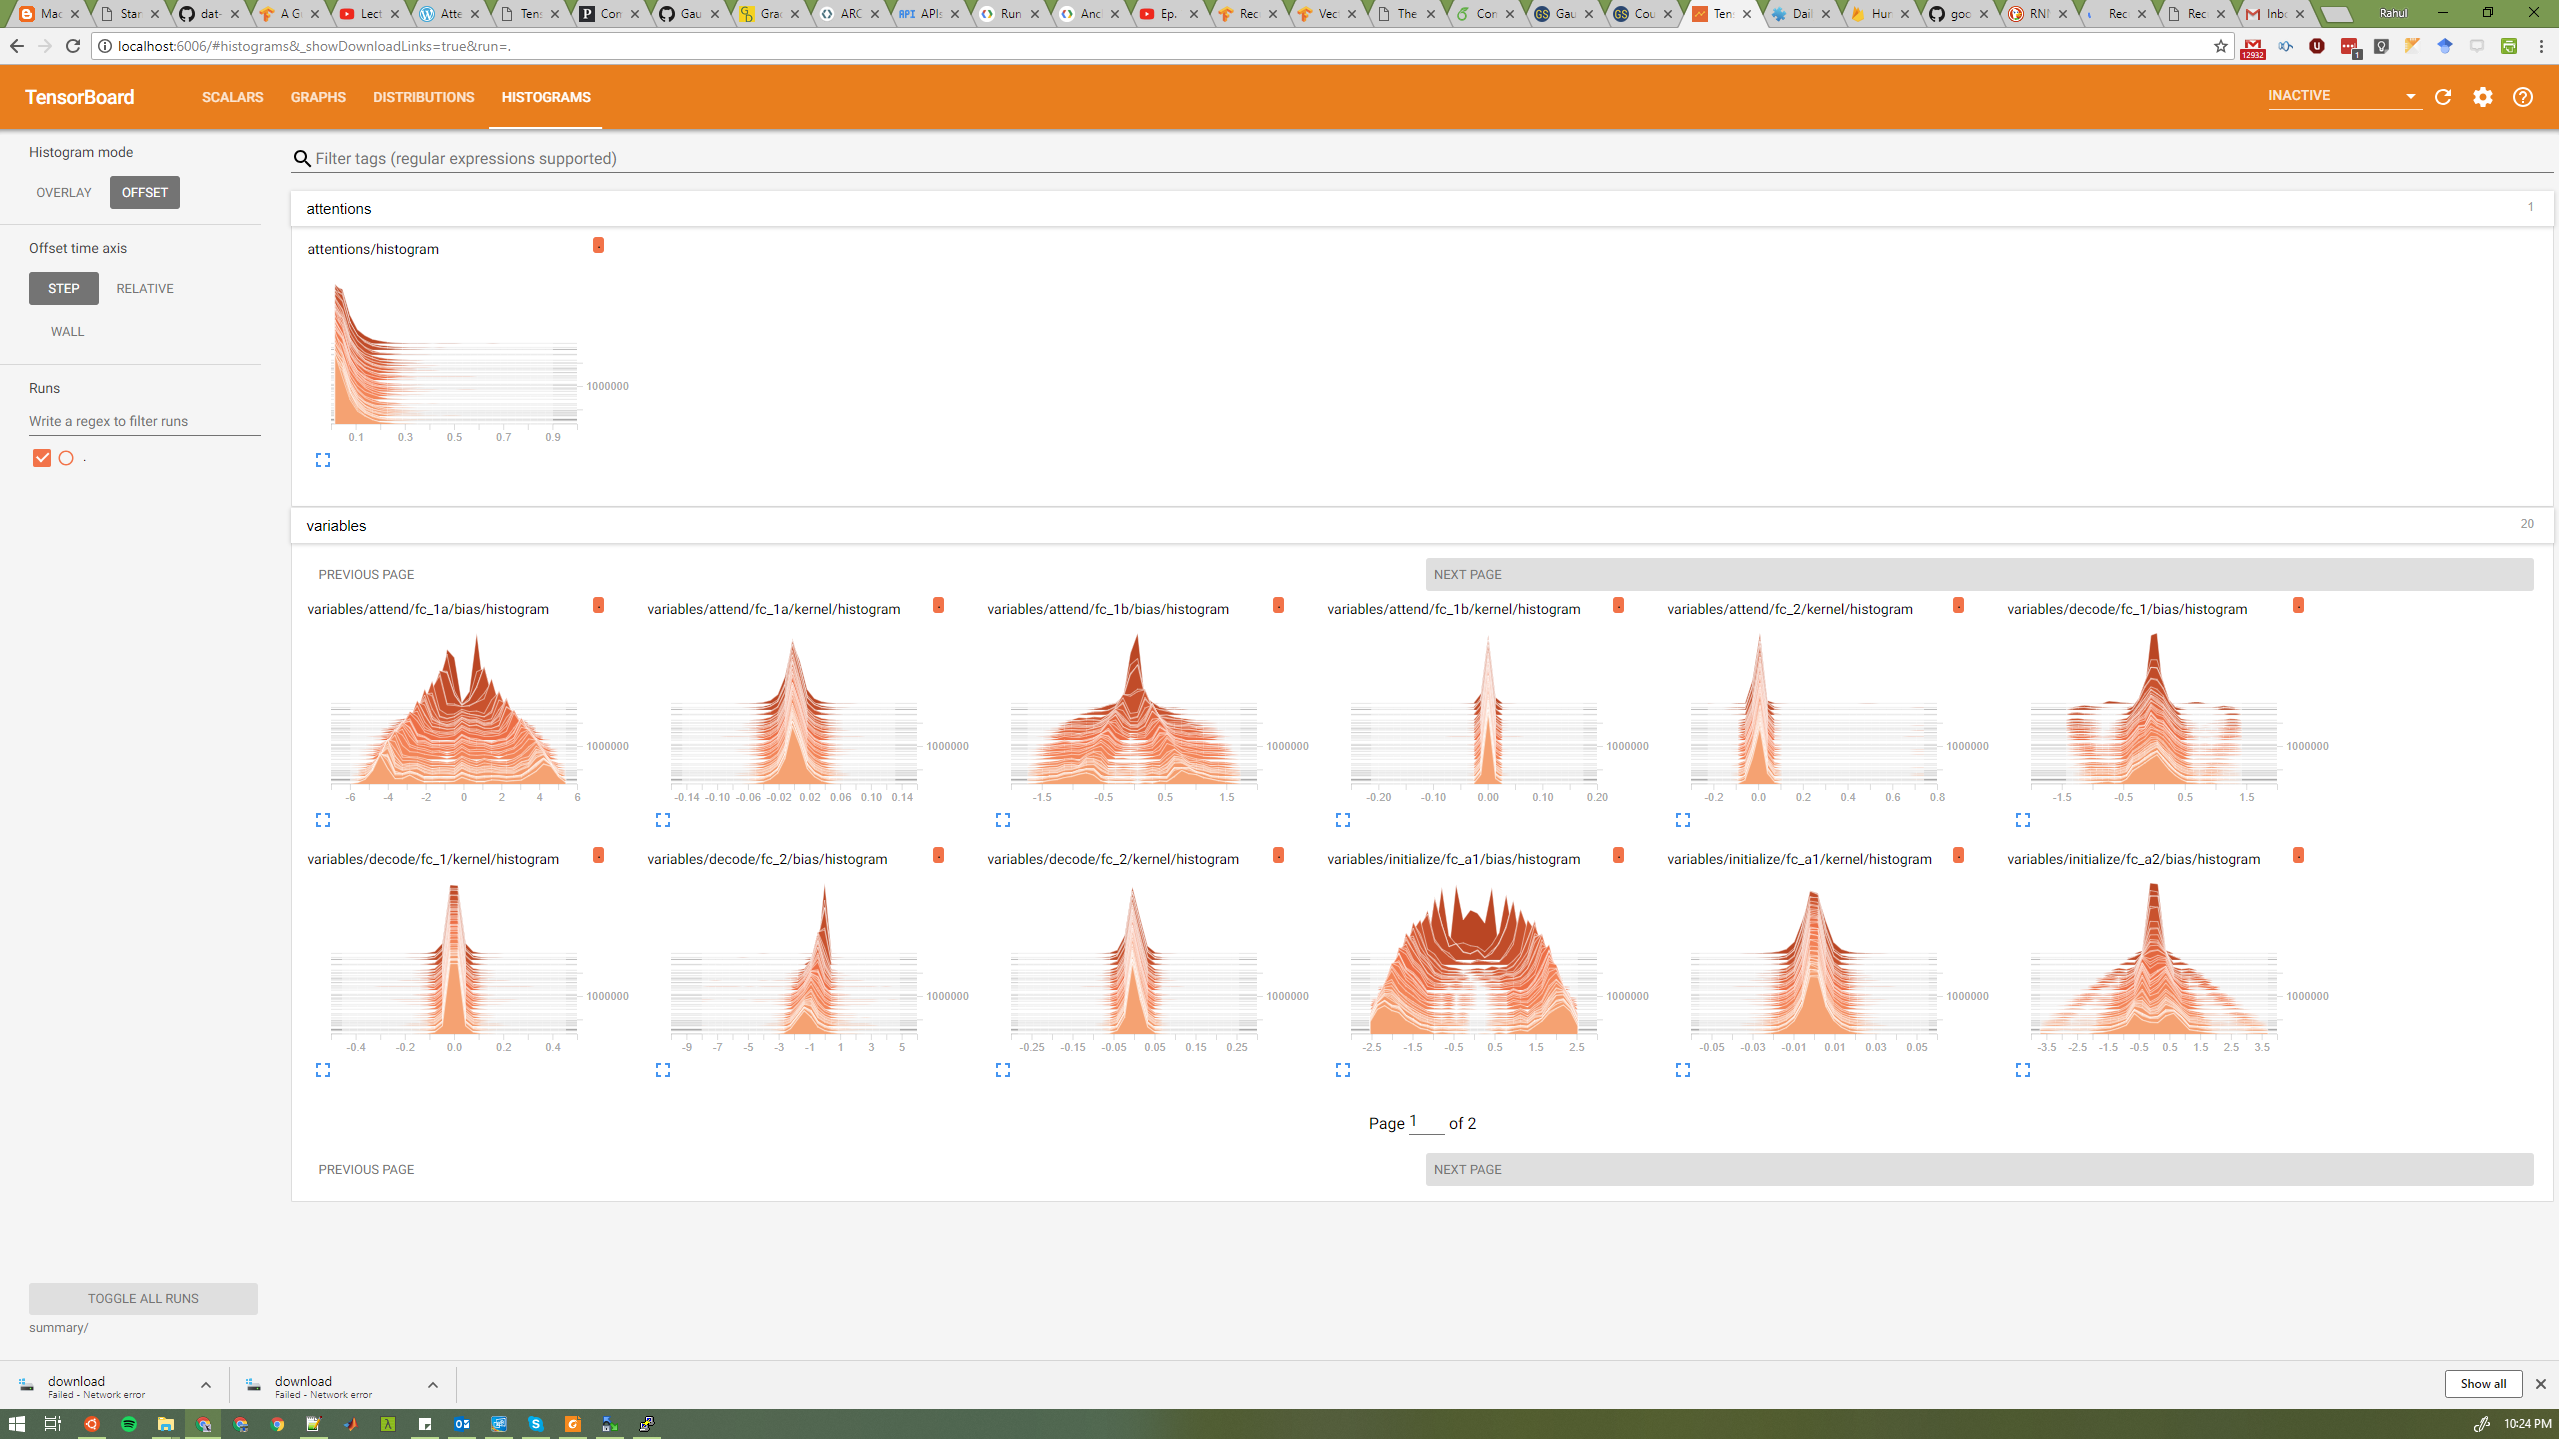 Mac Star dat- A Gu Lect Atte Tens Con Gau Grac ARC APIs Run Anci Ep. Rec Vect The Con Gau Cou Tens Dail Hun goo RNN Rec Rec Inbo Rahul
localhost:6006/#histograms&_showDownloadLinks=true&run=.
12932
1
TensorBoard SCALARS GRAPHS DISTRIBUTIONS HISTOGRAMS INACTIVE
Histogram mode
OVERLAY OFFSET
Offset time axis
STEP RELATIVE
WALL
Runs
Write a regex to filter runs
.
TOGGLE ALL RUNS
summary/
Filter tags (regular expressions supported)
attentions 1
attentions/histogram .
1000000
0.1 0.3 0.5 0.7 0.9
variables 20
PREVIOUS PAGE NEXT PAGE
variables/attend/fc_1a/bias/histogram . variables/attend/fc_1a/kernel/histogram . variables/attend/fc_1b/bias/histogram . variables/attend/fc_1b/kernel/histogram . variables/attend/fc_2/kernel/histogram . variables/decode/fc_1/bias/histogram .
1000000 1000000 1000000 1000000 1000000 1000000
-6 -4 -2 0 2 4 6 -0.14 -0.10 -0.06 -0.02 0.02 0.06 0.10 0.14 -1.5 -0.5 0.5 1.5 -0.20 -0.10 0.00 0.10 0.20 -0.2 0.0 0.2 0.4 0.6 0.8 -1.5 -0.5 0.5 1.5
variables/decode/fc_1/kernel/histogram . variables/decode/fc_2/bias/histogram . variables/decode/fc_2/kernel/histogram . variables/initialize/fc_a1/bias/histogram . variables/initialize/fc_a1/kernel/histogram . variables/initialize/fc_a2/bias/histogram .
1000000 1000000 1000000 1000000 1000000 1000000
-0.4 -0.2 0.0 0.2 0.4 -9 -7 -5 -3 -1 1 3 5 -0.25 -0.15 -0.05 0.05 0.15 0.25 -2.5 -1.5 -0.5 0.5 1.5 2.5 -0.05 -0.03 -0.01 0.01 0.03 0.05 -3.5 -2.5 -1.5 -0.5 0.5 1.5 2.5 3.5
Page 1 of 2
PREVIOUS PAGE NEXT PAGE
download download Show all
Failed - Network error Failed - Network error
10:24 PM